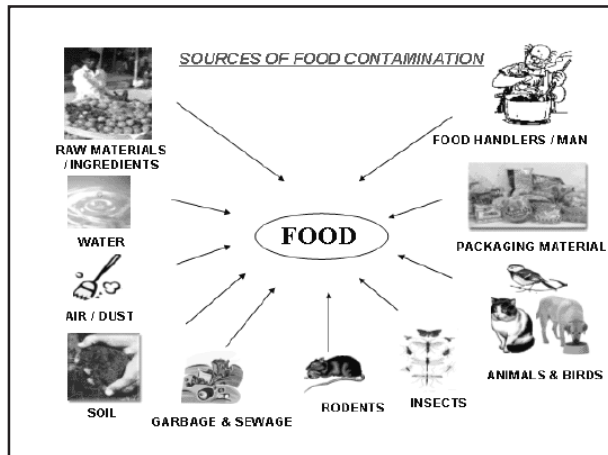 SOURCES OF FOOD CONTAMINATION
RAW MATERIALS
/ INGREDIENTS
FOOD HANDLERS / MAN
WATER
FOOD
PACKAGING MATERIAL
AIR / DUST
SOIL
GARBAGE & SEWAGE
RODENTS
INSECTS
ANIMALS & BIRDS